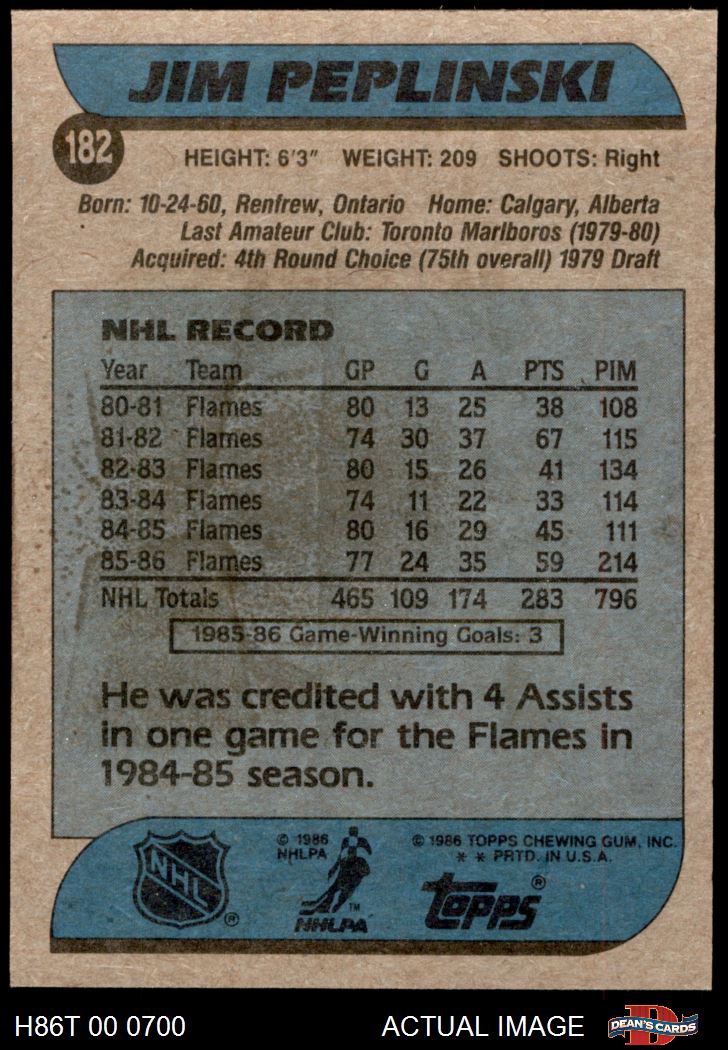 JIM PEPLINSKI
182
HEIGHT: 6'3" WEIGHT: 209 SHOOTS: Right
Born: 10-24-60, Renfrew, Ontario Home: Calgary, Alberta
Last Amateur Club: Toronto Marlboros (1979-80)
Acquired: 4th Round Choice (75th overall) 1979 Draft
NHL RECORD
Year Team GP G A PTS PIM
80-81 Flames 80 13 25 38 108
81-82 Flames 74 30 37 67 115
82-83 Flames 80 15 26 41 134
83-84 Flames 74 11 22 33 114
84-85 Flames 80 16 29 45 111
85-86 Flames 77 24 35 59 214
NHL Totals 465 109 174 283 796
1985-86 Game-Winning Goals: 3
He was credited with 4 Assists
in one game for the Flames in
1984-85 season.
NHL ®
© 1986
NHLPA
TM
NHLPA
© 1986 TOPPS CHEWING GUM, INC.
* * PRTD. IN U.S.A.
Topps ®
H86T 00 0700 ACTUAL IMAGE
D
DEAN'S CARDS